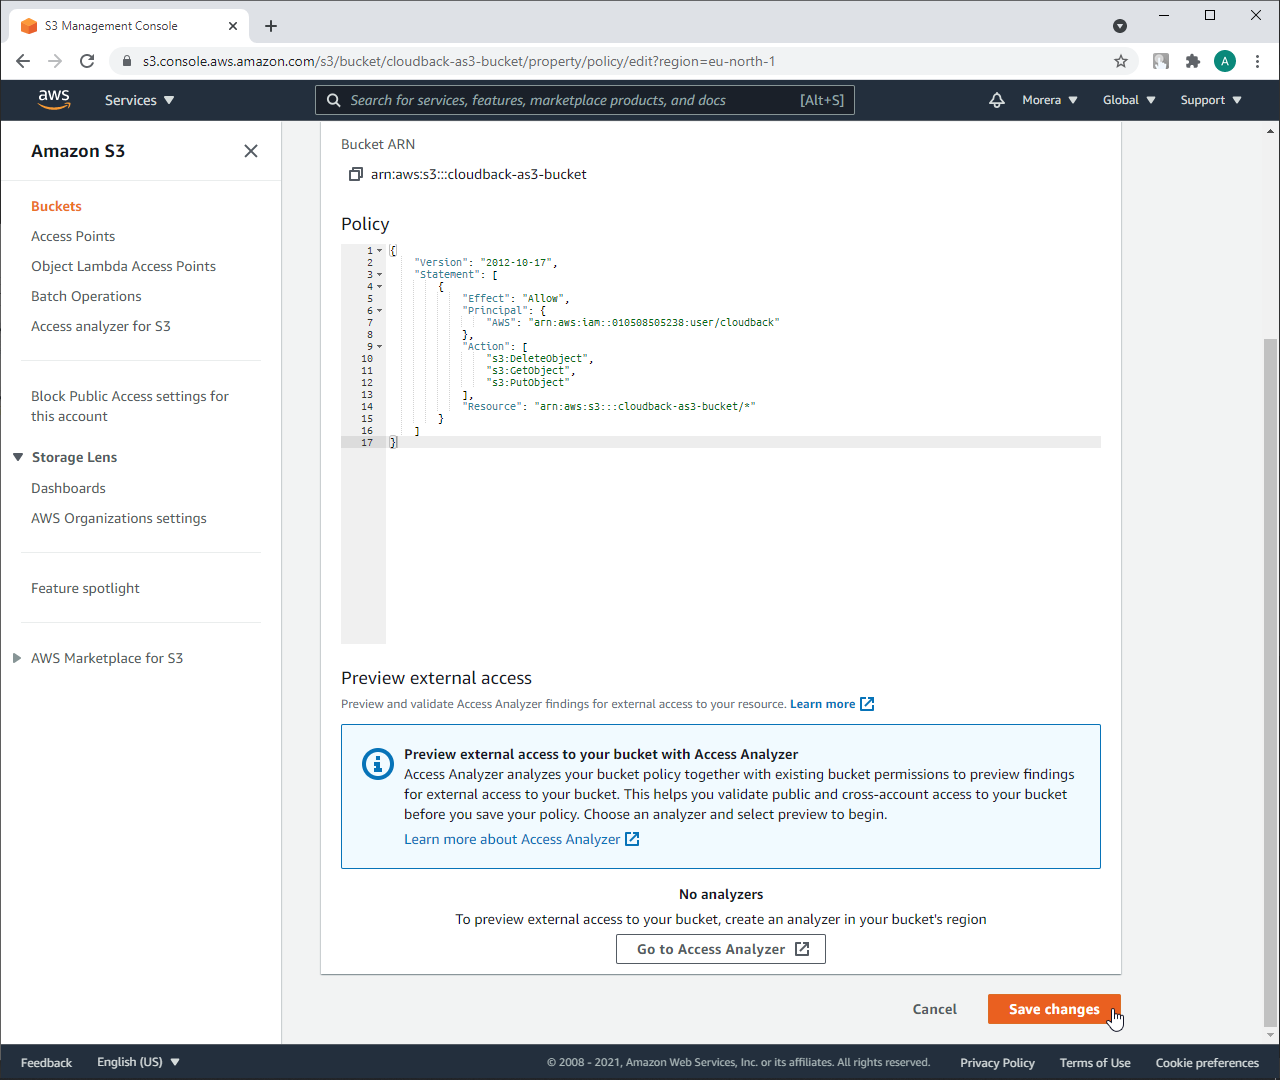 S3 Management Console
s3.console.aws.amazon.com/s3/bucket/cloudback-as3-bucket/property/policy/edit?region=eu-north-1
A
aws
Services
Search for services, features, marketplace products, and docs
[Alt+S]
Morera
Global
Support
Amazon S3
Buckets
Access Points
Object Lambda Access Points
Batch Operations
Access analyzer for S3
Block Public Access settings for
this account
Storage Lens
Dashboards
AWS Organizations settings
Feature spotlight
AWS Marketplace for S3
Bucket ARN
arn:aws:s3:::cloudback-as3-bucket
Policy
1 {
2 "Version": "2012-10-17",
3 "Statement": [
4 {
5 "Effect": "Allow",
6 "Principal": {
7 "AWS": "arn:aws:iam::010508505238:user/cloudback"
8 },
9 "Action": [
10 "s3:DeleteObject",
11 "s3:GetObject",
12 "s3:PutObject"
13 ],
14 "Resource": "arn:aws:s3:::cloudback-as3-bucket/*"
15 }
16 ]
17 }
Preview external access
Preview and validate Access Analyzer findings for external access to your resource. Learn more
Preview external access to your bucket with Access Analyzer
Access Analyzer analyzes your bucket policy together with existing bucket permissions to preview findings
for external access to your bucket. This helps you validate public and cross-account access to your bucket
before you save your policy. Choose an analyzer and select preview to begin.
Learn more about Access Analyzer
No analyzers
To preview external access to your bucket, create an analyzer in your bucket's region
Go to Access Analyzer
Cancel
Save changes
Feedback
English (US)
© 2008 - 2021, Amazon Web Services, Inc. or its affiliates. All rights reserved.
Privacy Policy
Terms of Use
Cookie preferences